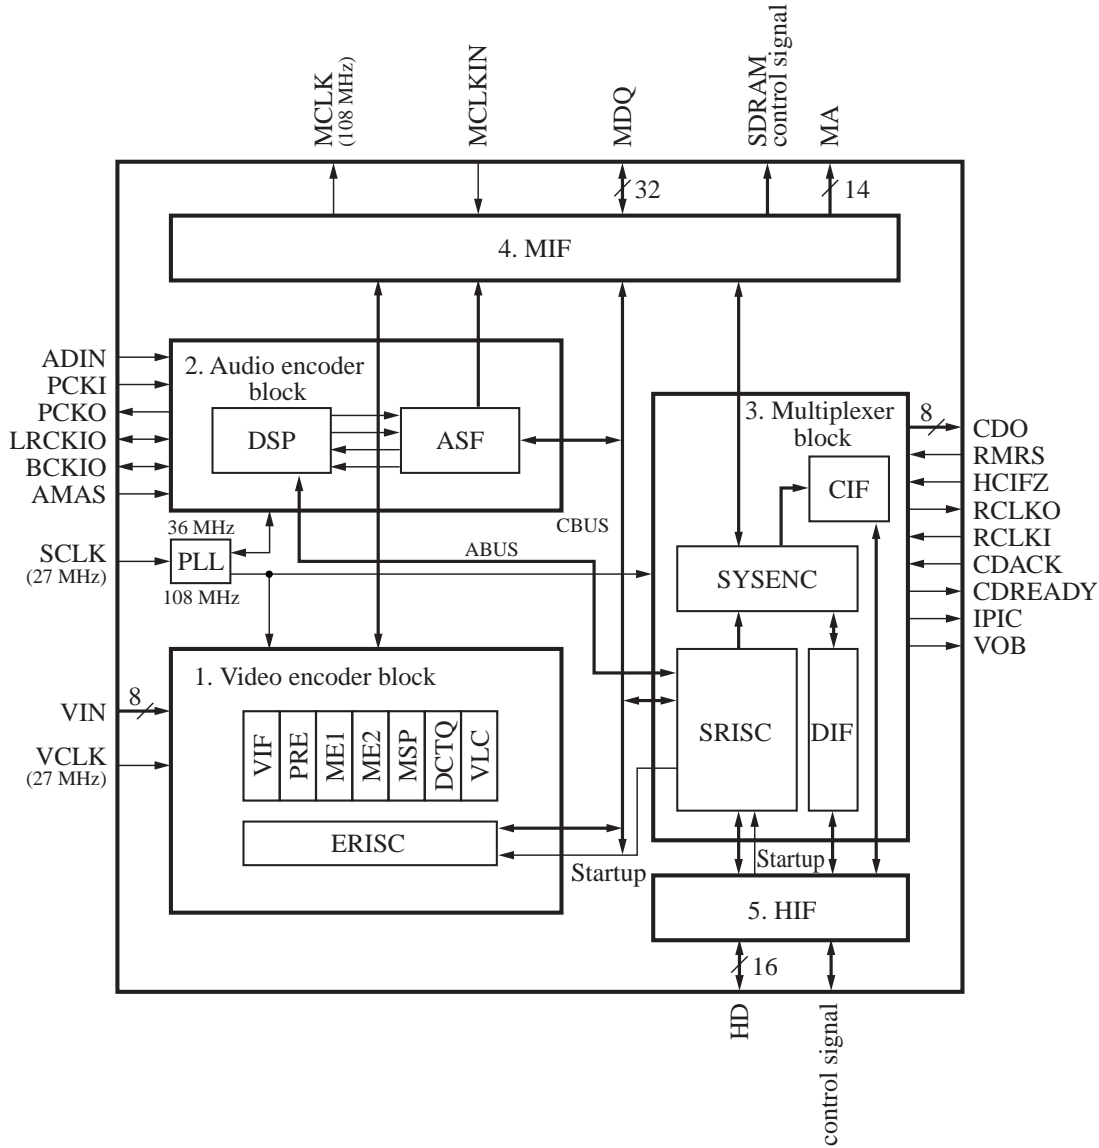 MCLK
(108 MHz)
MCLKIN
MDQ
SDRAM
control signal
MA
32
14
4. MIF
ADIN
PCKI
PCKO
LRCKIO
BCKIO
AMAS
2. Audio encoder
block
DSP
ASF
3. Multiplexer
block
CIF
8
CDO
RMRS
HCIFZ
RCLKO
RCLKI
CDACK
CDREADY
IPIC
VOB
36 MHz
CBUS
SCLK
(27 MHz)
PLL
ABUS
108 MHz
SYSENC
1. Video encoder block
8
VIN
VCLK
(27 MHz)
VIF
PRE
ME1
ME2
MSP
DCTQ
VLC
SRISC
DIF
ERISC
Startup
Startup
5. HIF
16
HD
control signal